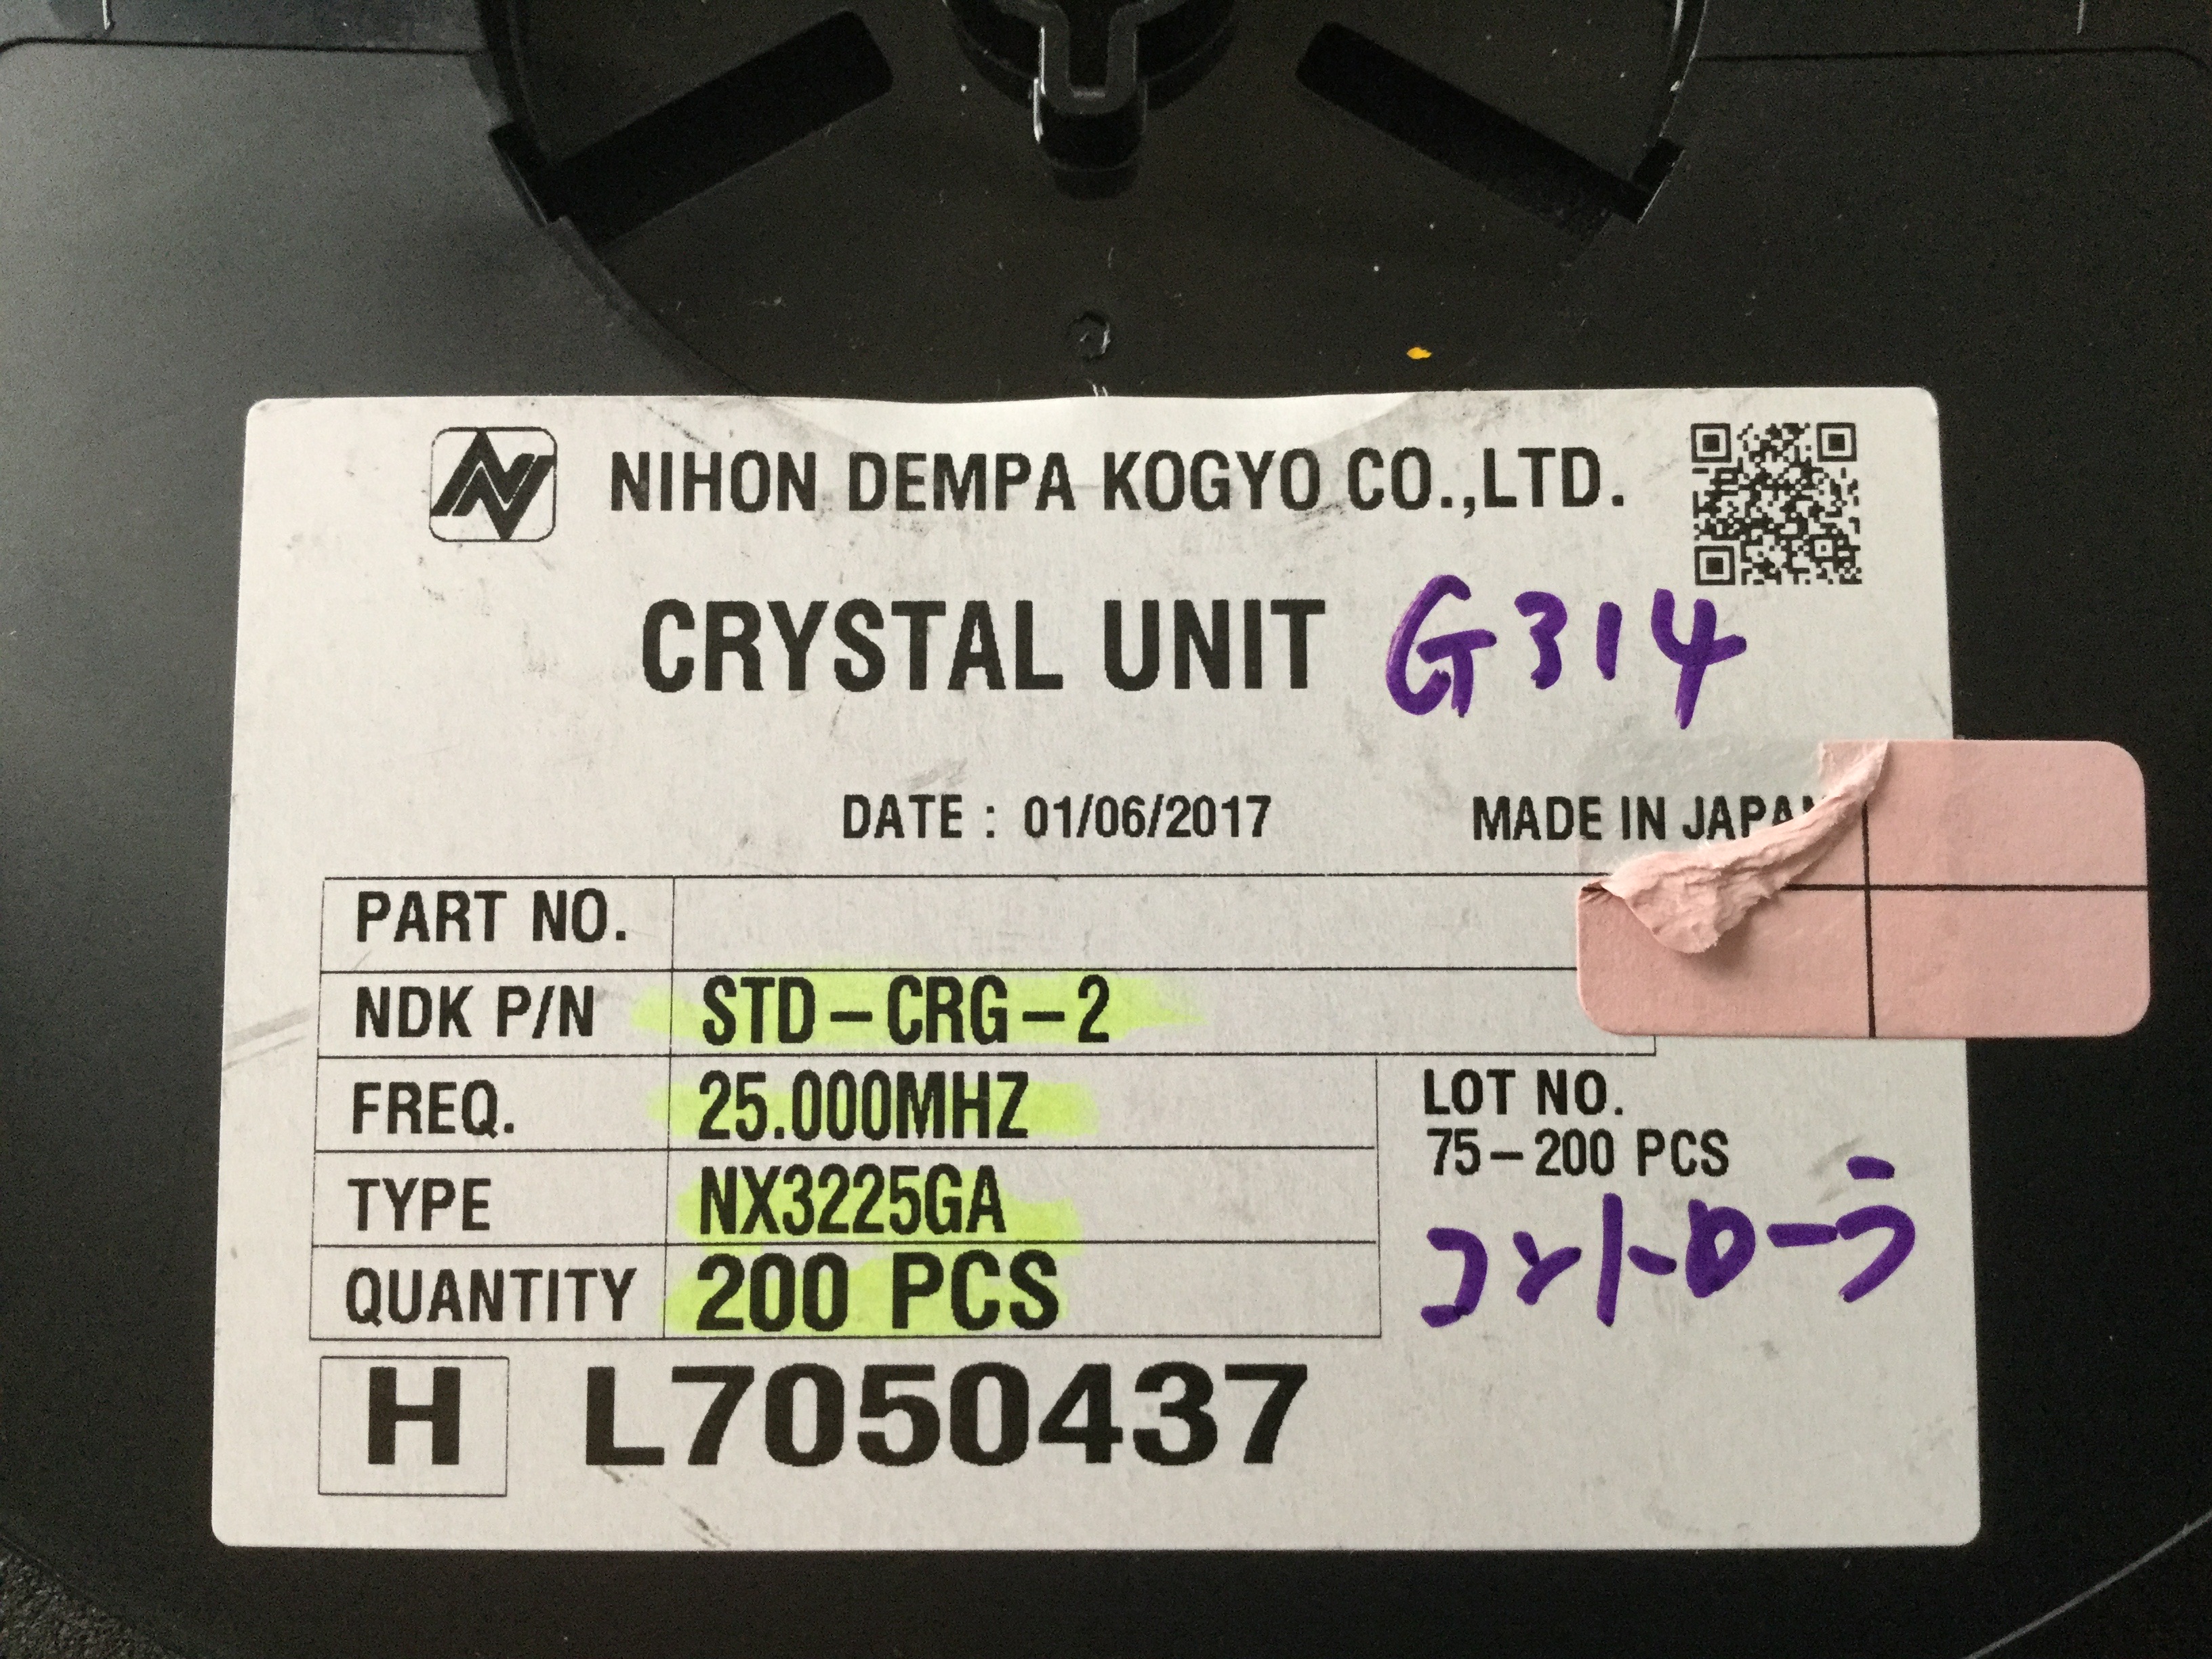 NIHON DEMPA KOGYO CO.,LTD.
CRYSTAL UNIT G314
DATE : 01/06/2017 MADE IN JAPAN
PART NO.
NDK P/N STD-CRG-2
FREQ. 25.000MHZ
TYPE NX3225GA
QUANTITY 200 PCS
LOT NO.
75-200 PCS
コントローラ
H L7050437